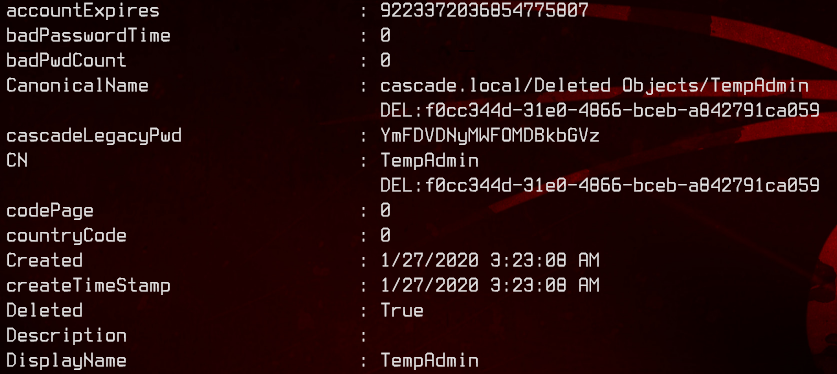 accountExpires : 9223372036854775807
badPasswordTime : 0
badPwdCount : 0
CanonicalName : cascade.local/Deleted Objects/TempAdmin
DEL:f0cc344d-31e0-4866-bceb-a842791ca059
cascadeLegacyPwd : YmFDVDNyMWFOMDBkbGVz
CN : TempAdmin
DEL:f0cc344d-31e0-4866-bceb-a842791ca059
codePage : 0
countryCode : 0
Created : 1/27/2020 3:23:08 AM
createTimeStamp : 1/27/2020 3:23:08 AM
Deleted : True
Description :
DisplayName : TempAdmin